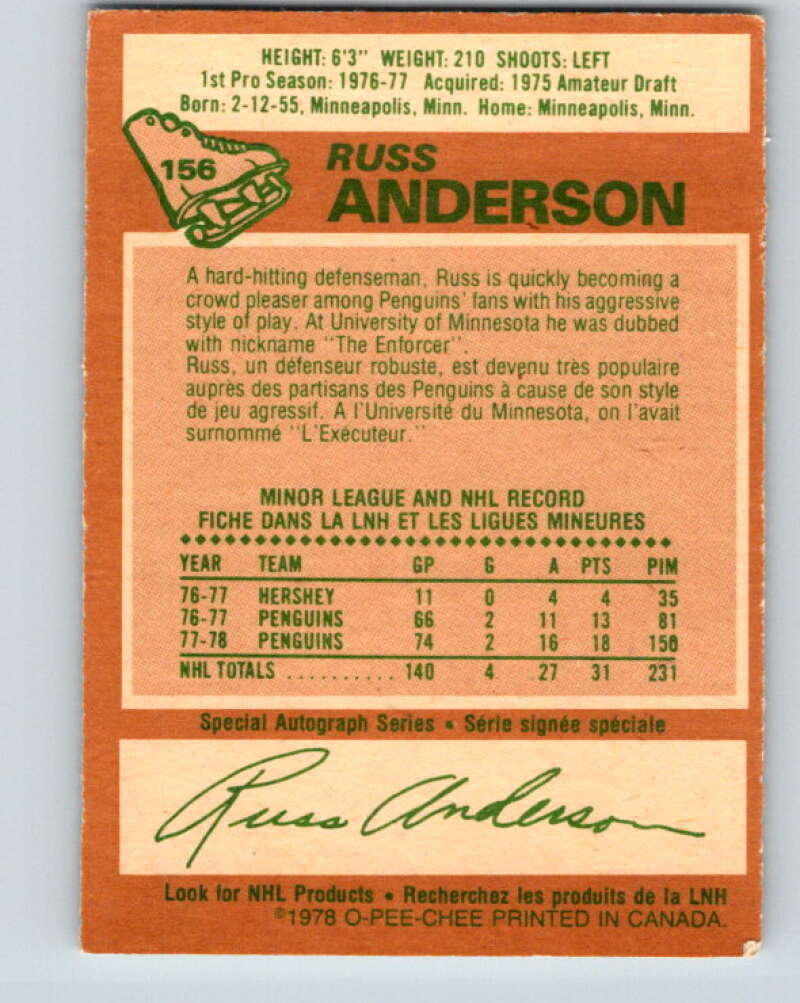 HEIGHT: 6'3" WEIGHT: 210 SHOOTS: LEFT
1st Pro Season: 1976-77 Acquired: 1975 Amateur Draft
Born: 2-12-55, Minneapolis, Minn. Home: Minneapolis, Minn.
156
RUSS
ANDERSON
A hard-hitting defenseman, Russ is quickly becoming a
crowd pleaser among Penguins' fans with his aggressive
style of play. At University of Minnesota he was dubbed
with nickname "The Enforcer".
Russ, un défenseur robuste, est devenu très populaire
auprès des partisans des Penguins à cause de son style
de jeu agressif. A l'Université du Minnesota, on l'avait
surnommé "L'Exécuteur."
MINOR LEAGUE AND NHL RECORD
FICHE DANS LA LNH ET LES LIGUES MINEURES
YEAR TEAM GP G A PTS PIM
76-77 HERSHEY 11 0 4 4 35
76-77 PENGUINS 66 2 11 13 81
77-78 PENGUINS 74 2 16 18 150
NHL TOTALS .......... 140 4 27 31 231
Special Autograph Series • Série signée spéciale
Russ Anderson
Look for NHL Products • Recherchez les produits de la LNH
©1978 O-PEE-CHEE PRINTED IN CANADA.